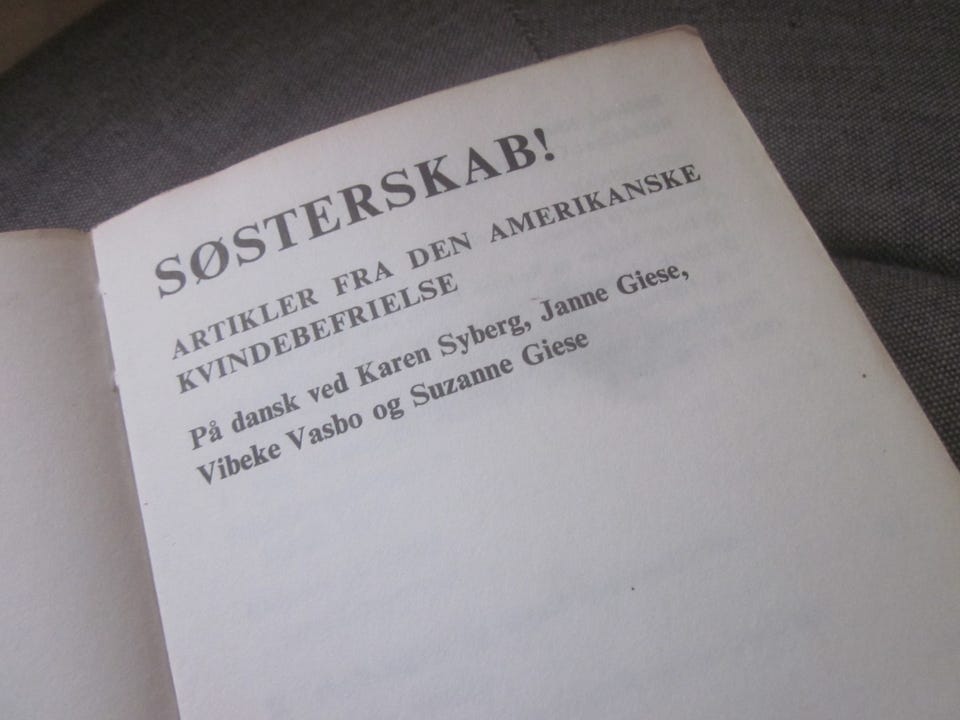 SØSTERSKAB!
ARTIKLER FRA DEN AMERIKANSKE
KVINDEBEFRIELSE
På dansk ved Karen Syberg, Janne Giese,
Vibeke Vasbo og Suzanne Giese